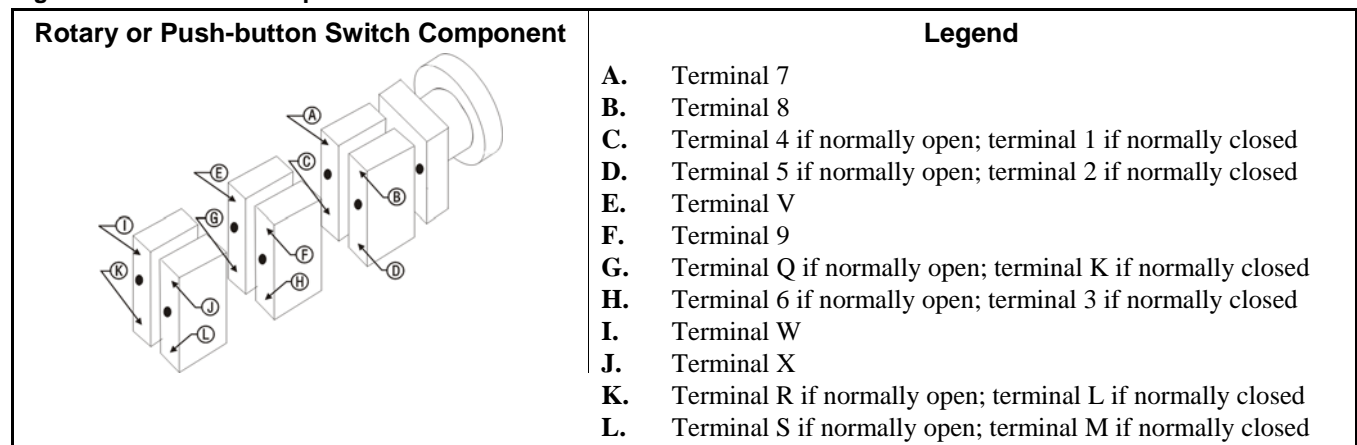 Rotary or Push-button Switch Component
Legend
A
C
E
B
G
I
F
D
K
H
J
L
A. Terminal 7
B. Terminal 8
C. Terminal 4 if normally open; terminal 1 if normally closed
D. Terminal 5 if normally open; terminal 2 if normally closed
E. Terminal V
F. Terminal 9
G. Terminal Q if normally open; terminal K if normally closed
H. Terminal 6 if normally open; terminal 3 if normally closed
I. Terminal W
J. Terminal X
K. Terminal R if normally open; terminal L if normally closed
L. Terminal S if normally open; terminal M if normally closed